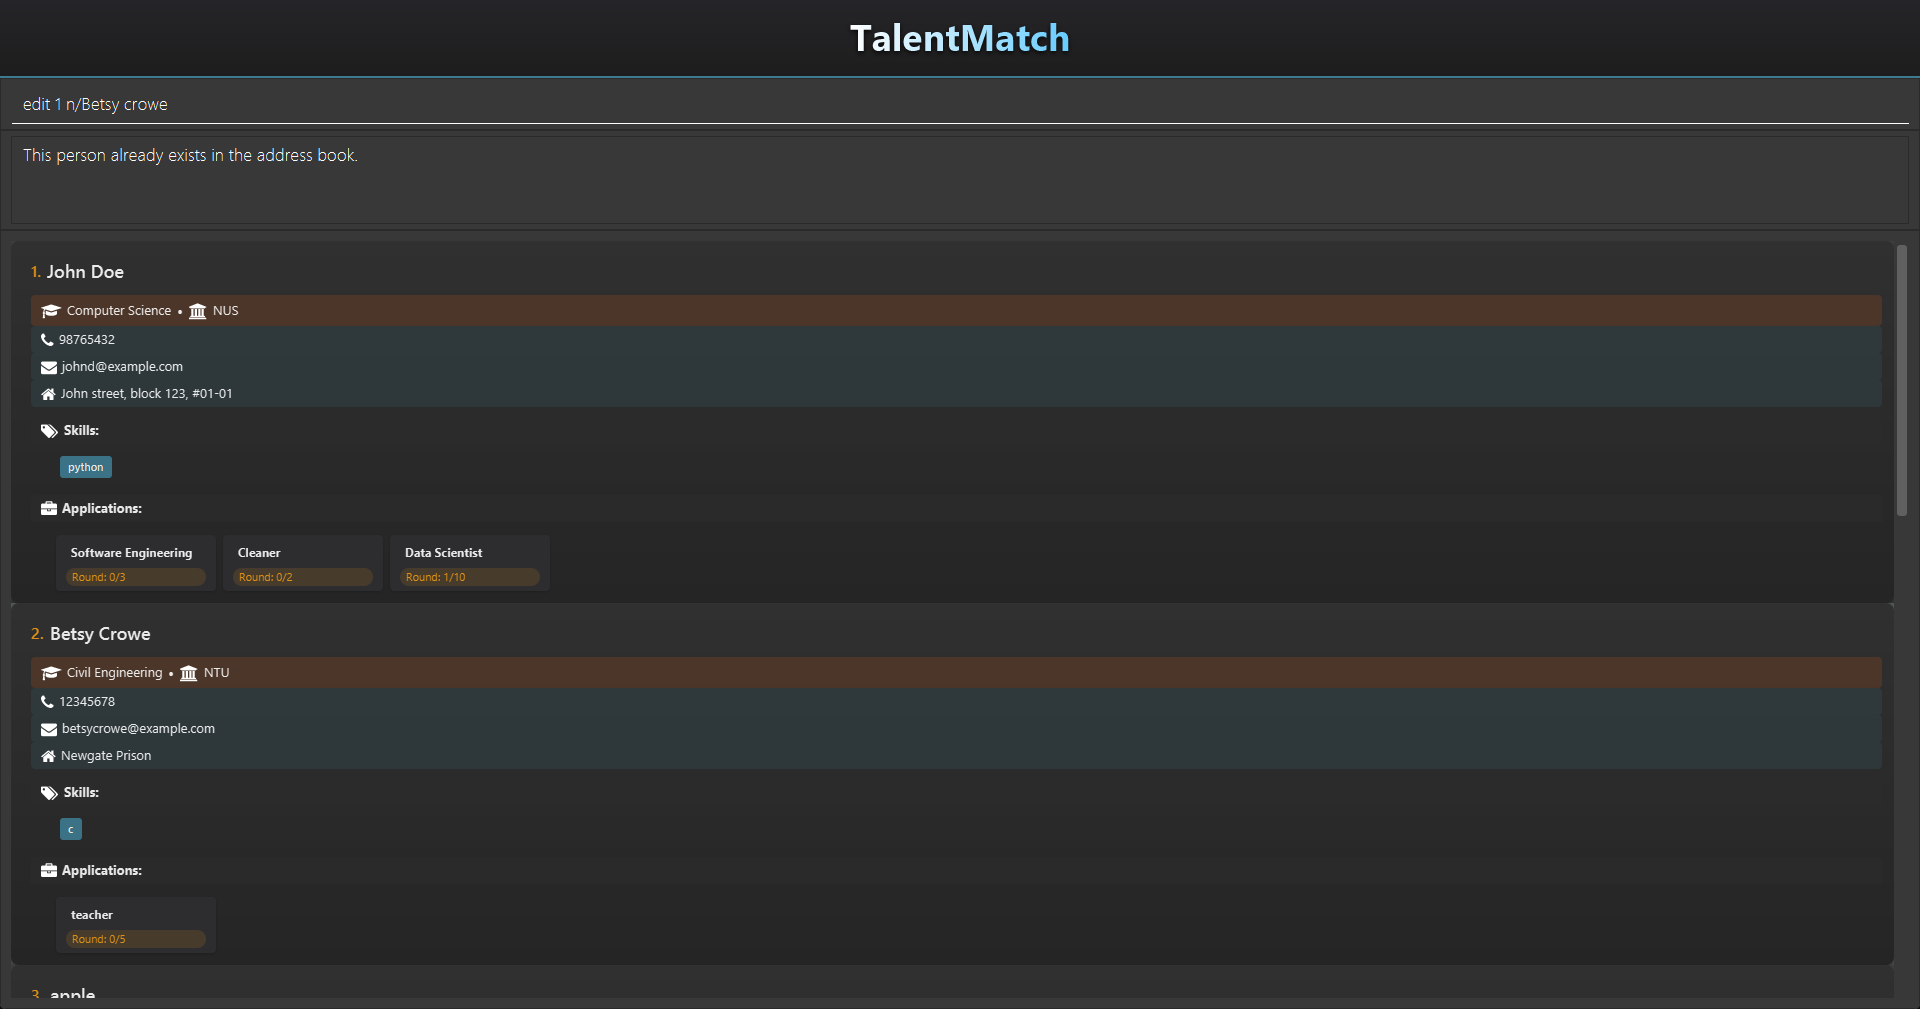 TalentMatch
edit 1 n/Betsy crowe
This person already exists in the address book.
1. John Doe
Computer Science • NUS
98765432
johnd@example.com
John street, block 123, #01-01
Skills:
python
Applications:
Software Engineering Cleaner Data Scientist
Round: 0/3 Round: 0/2 Round: 1/10
2. Betsy Crowe
Civil Engineering • NTU
12345678
betsycrowe@example.com
Newgate Prison
Skills:
c
Applications:
teacher
Round: 0/5
3. apple